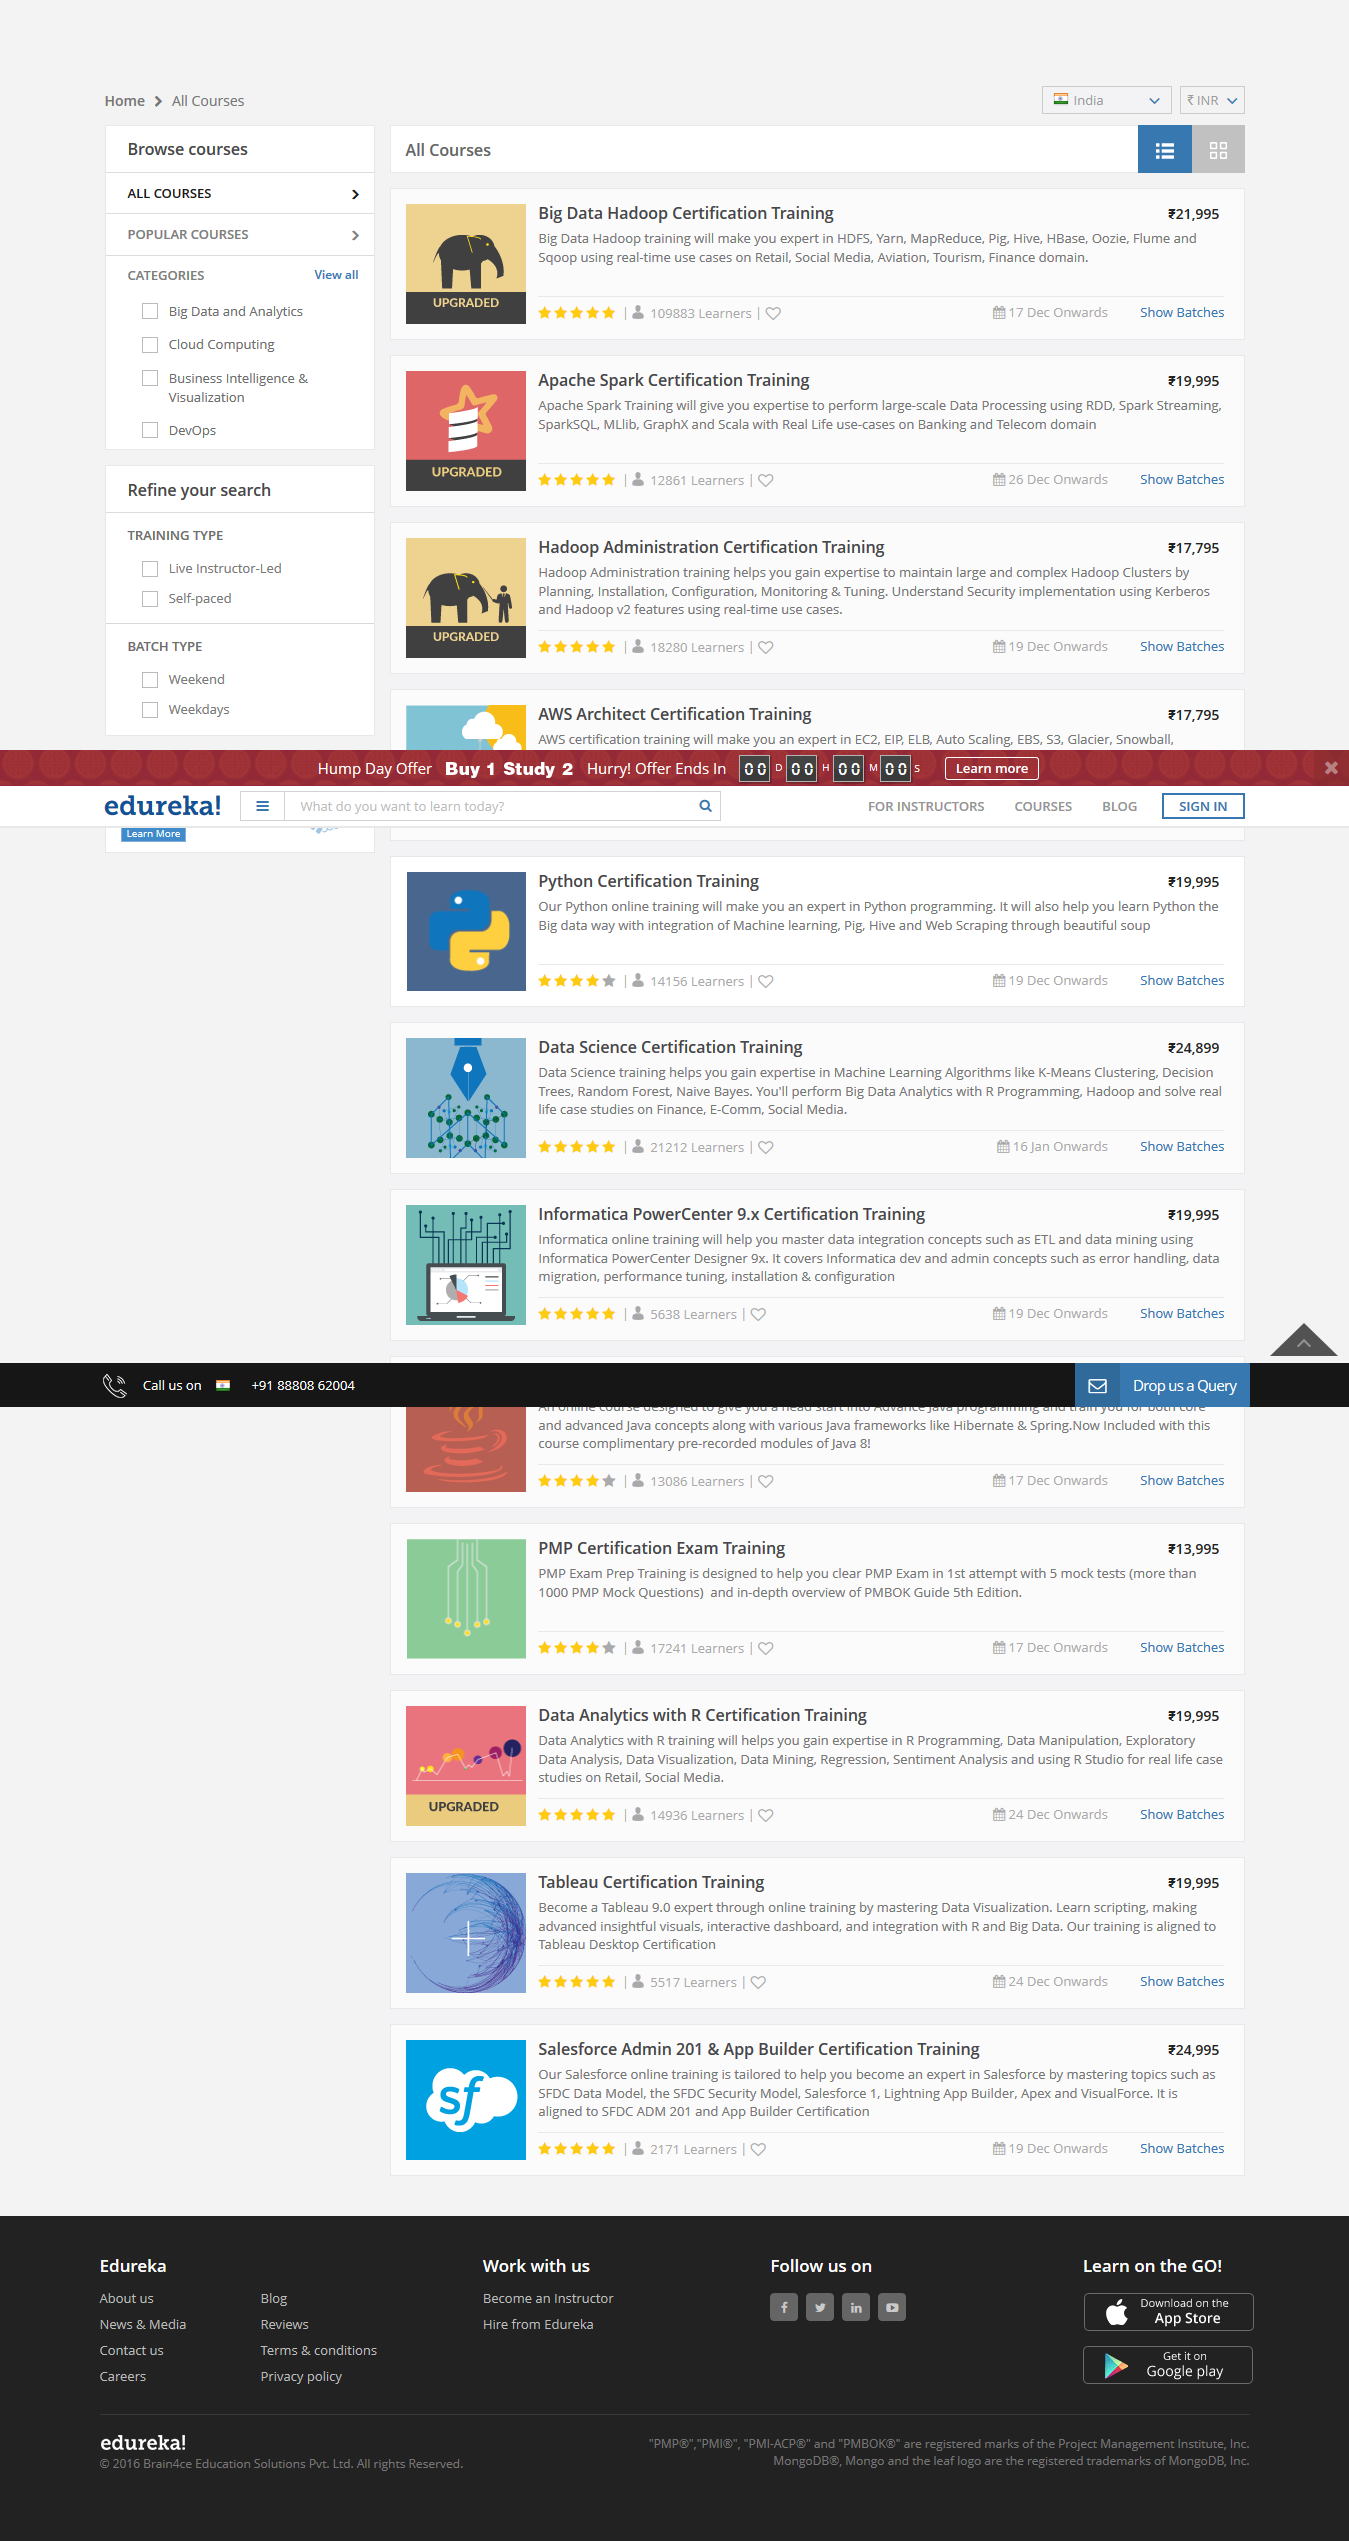 Home All Courses
India
₹ INR
Browse courses
ALL COURSES
POPULAR COURSES
CATEGORIES View all
Big Data and Analytics
Cloud Computing
Business Intelligence &
Visualization
DevOps
Refine your search
TRAINING TYPE
Live Instructor-Led
Self-paced
BATCH TYPE
Weekend
Weekdays
All Courses
UPGRADED
Big Data Hadoop Certification Training ₹21,995
Big Data Hadoop training will make you expert in HDFS, Yarn, MapReduce, Pig, Hive, HBase, Oozie, Flume and
Sqoop using real-time use cases on Retail, Social Media, Aviation, Tourism, Finance domain.
| 109883 Learners | 17 Dec Onwards Show Batches
UPGRADED
Apache Spark Certification Training ₹19,995
Apache Spark Training will give you expertise to perform large-scale Data Processing using RDD, Spark Streaming,
SparkSQL, MLlib, GraphX and Scala with Real Life use-cases on Banking and Telecom domain
| 12861 Learners | 26 Dec Onwards Show Batches
UPGRADED
Hadoop Administration Certification Training ₹17,795
Hadoop Administration training helps you gain expertise to maintain large and complex Hadoop Clusters by
Planning, Installation, Configuration, Monitoring & Tuning. Understand Security implementation using Kerberos
and Hadoop v2 features using real-time use cases.
| 18280 Learners | 19 Dec Onwards Show Batches
AWS Architect Certification Training ₹17,795
AWS certification training will make you an expert in EC2, EIP, ELB, Auto Scaling, EBS, S3, Glacier, Snowball,
Hump Day Offer Buy 1 Study 2 Hurry! Offer Ends In 00 D 00 H 00 M 00 S Learn more
edureka! What do you want to learn today? FOR INSTRUCTORS COURSES BLOG SIGN IN
Learn More
Python Certification Training ₹19,995
Our Python online training will make you an expert in Python programming. It will also help you learn Python the
Big data way with integration of Machine learning, Pig, Hive and Web Scraping through beautiful soup
| 14156 Learners | 19 Dec Onwards Show Batches
Data Science Certification Training ₹24,899
Data Science training helps you gain expertise in Machine Learning Algorithms like K-Means Clustering, Decision
Trees, Random Forest, Naive Bayes. You'll perform Big Data Analytics with R Programming, Hadoop and solve real
life case studies on Finance, E-Comm, Social Media.
| 21212 Learners | 16 Jan Onwards Show Batches
Informatica PowerCenter 9.x Certification Training ₹19,995
Informatica online training will help you master data integration concepts such as ETL and data mining using
Informatica PowerCenter Designer 9x. It covers Informatica dev and admin concepts such as error handling, data
migration, performance tuning, installation & configuration
| 5638 Learners | 19 Dec Onwards Show Batches
Call us on +91 88808 62004 Drop us a Query
An online course designed to give you a head start into Advance Java programming and train you for both core
and advanced Java concepts along with various Java frameworks like Hibernate & Spring.Now Included with this
course complimentary pre-recorded modules of Java 8!
| 13086 Learners | 17 Dec Onwards Show Batches
PMP Certification Exam Training ₹13,995
PMP Exam Prep Training is designed to help you clear PMP Exam in 1st attempt with 5 mock tests (more than
1000 PMP Mock Questions) and in-depth overview of PMBOK Guide 5th Edition.
| 17241 Learners | 17 Dec Onwards Show Batches
UPGRADED
Data Analytics with R Certification Training ₹19,995
Data Analytics with R training will helps you gain expertise in R Programming, Data Manipulation, Exploratory
Data Analysis, Data Visualization, Data Mining, Regression, Sentiment Analysis and using R Studio for real life case
studies on Retail, Social Media.
| 14936 Learners | 24 Dec Onwards Show Batches
Tableau Certification Training ₹19,995
Become a Tableau 9.0 expert through online training by mastering Data Visualization. Learn scripting, making
advanced insightful visuals, interactive dashboard, and integration with R and Big Data. Our training is aligned to
Tableau Desktop Certification
| 5517 Learners | 24 Dec Onwards Show Batches
sf
Salesforce Admin 201 & App Builder Certification Training ₹24,995
Our Salesforce online training is tailored to help you become an expert in Salesforce by mastering topics such as
SFDC Data Model, the SFDC Security Model, Salesforce 1, Lightning App Builder, Apex and VisualForce. It is
aligned to SFDC ADM 201 and App Builder Certification
| 2171 Learners | 19 Dec Onwards Show Batches
Edureka
About us
News & Media
Contact us
Careers
Blog
Reviews
Terms & conditions
Privacy policy
Work with us
Become an Instructor
Hire from Edureka
Follow us on
Learn on the GO!
Download on the
App Store
Get it on
Google play
edureka!
© 2016 Brain4ce Education Solutions Pvt. Ltd. All rights Reserved.
"PMP®","PMI®", "PMI-ACP®" and "PMBOK®" are registered marks of the Project Management Institute, Inc.
MongoDB®, Mongo and the leaf logo are the registered trademarks of MongoDB, Inc.